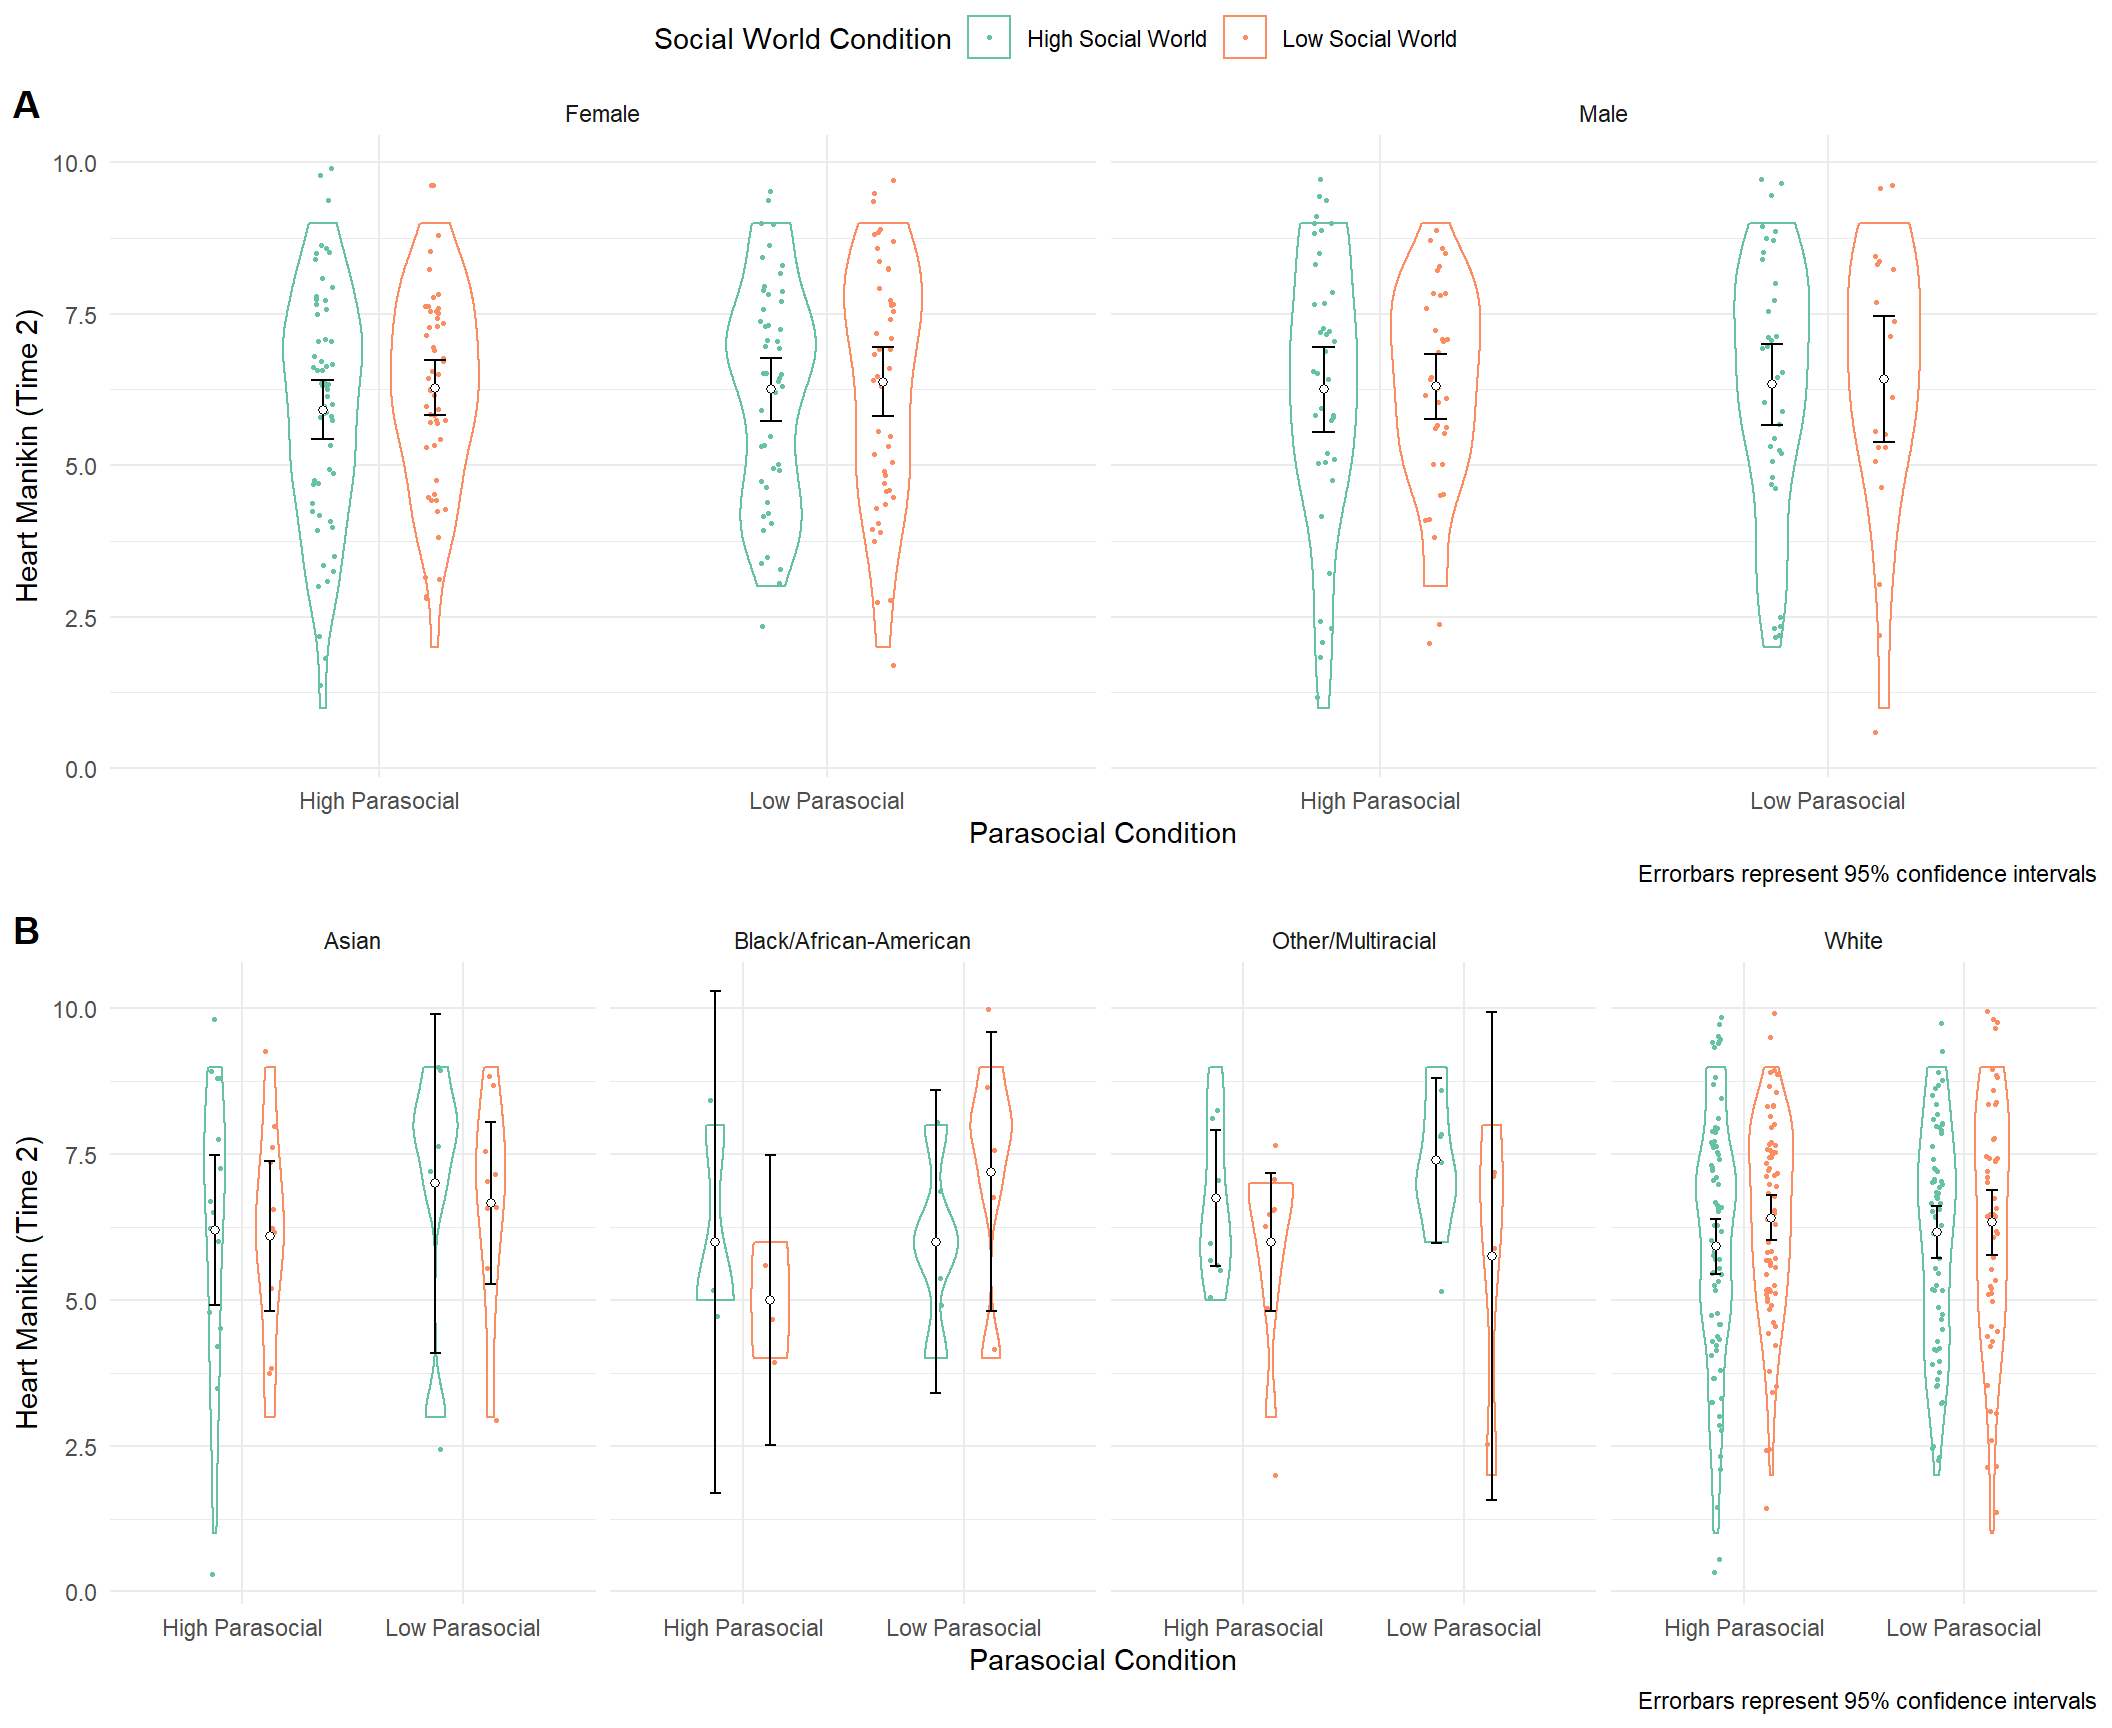 Social World Condition High Social World Low Social World
A
Female Male
10.0
7.5
5.0
2.5
0.0
Heart Manikin (Time 2)
High Parasocial Low Parasocial High Parasocial Low Parasocial
Parasocial Condition
Errorbars represent 95% confidence intervals
B
Asian Black/African-American Other/Multiracial White
10.0
7.5
5.0
2.5
0.0
Heart Manikin (Time 2)
High Parasocial Low Parasocial High Parasocial Low Parasocial High Parasocial Low Parasocial High Parasocial Low Parasocial
Parasocial Condition
Errorbars represent 95% confidence intervals